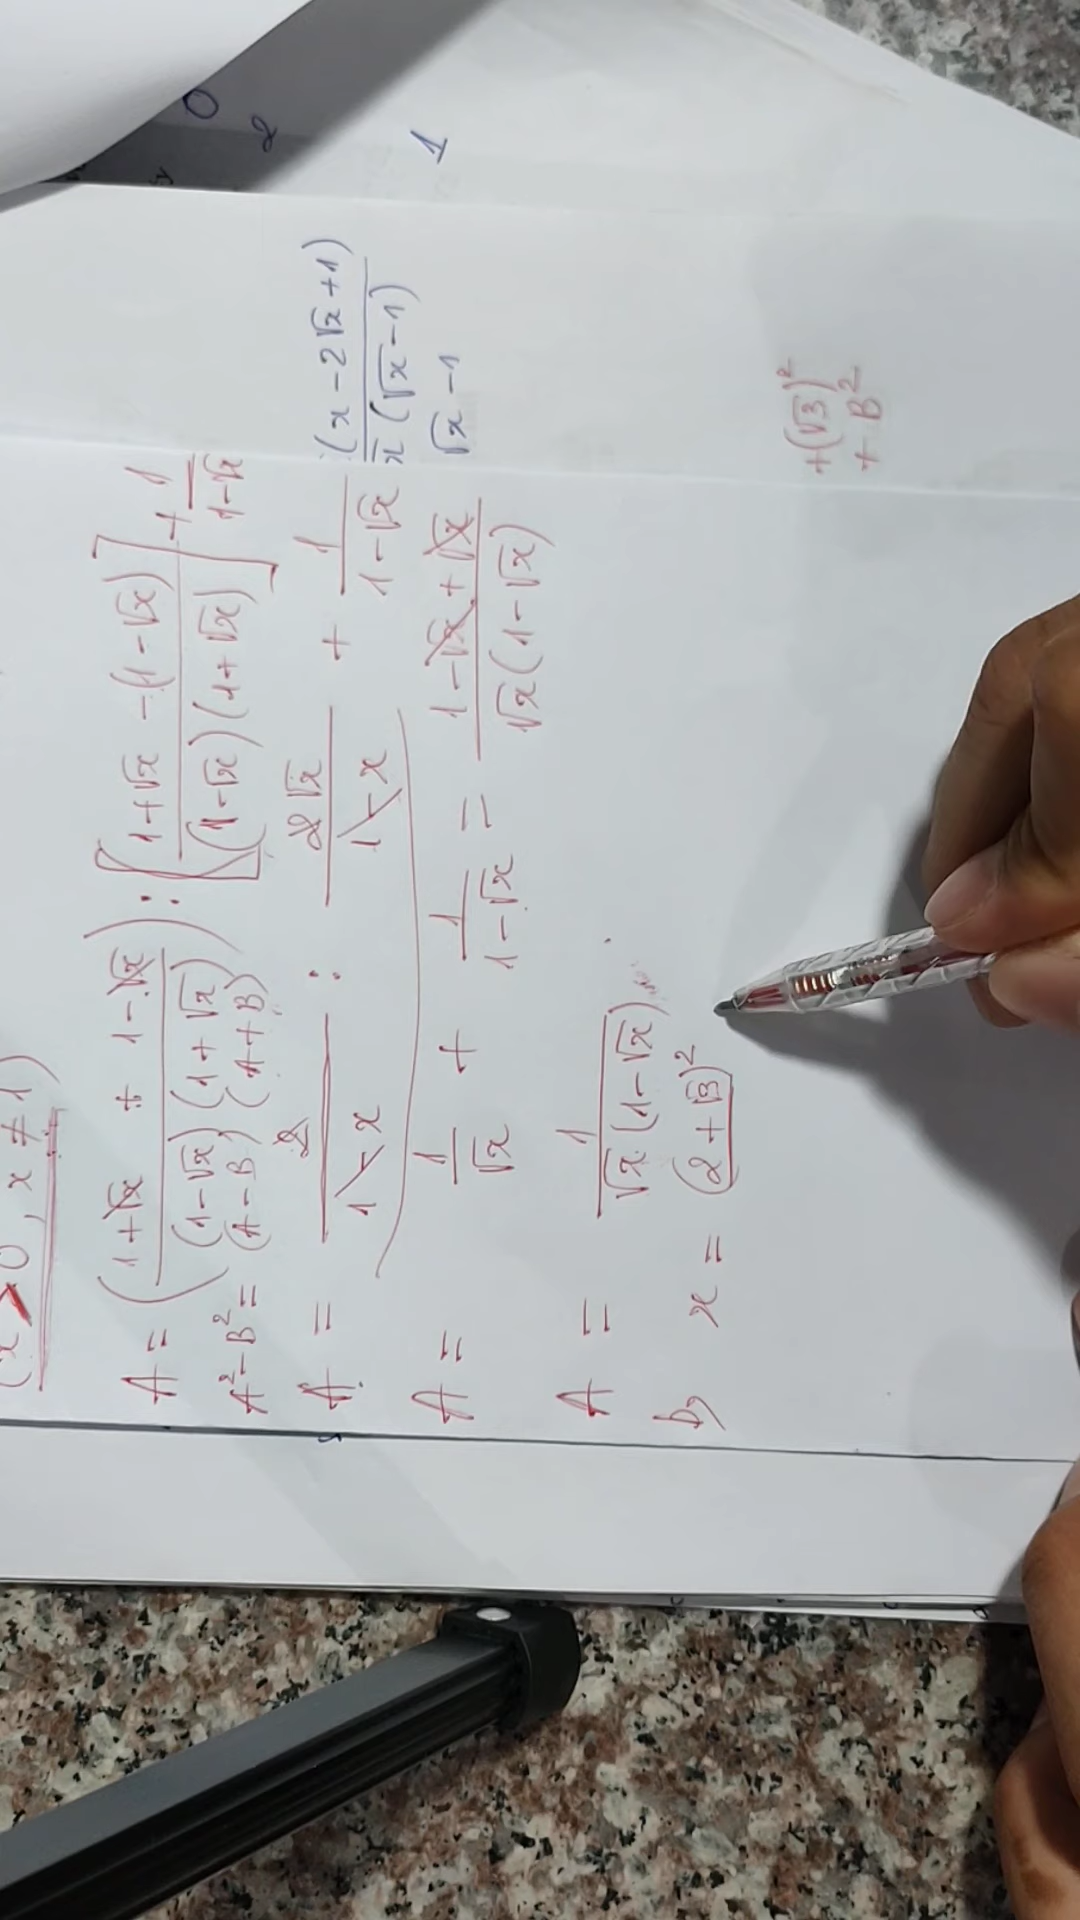 x > 0, x ≠ 1)
A = ((1+√x + 1-√x)/((1-√x)(1+√x))) : [(1+√x -(1-√x))/((1-√x)(1+√x))] + 1/(1-√x)
A²-B² = (A-B)(A+B)
A = 2/(1-x) : 2√x/(1-x) + 1/(1-√x)
A = 1/√x + 1/(1-√x) = (1-√x+√x)/(√x(1-√x))
A = 1/(√x(1-√x))
b, x = (2+√3)²
(x-2√x+1)
√x(√x-1)
√x-1
+(√3)²
+ B²
0
2
1